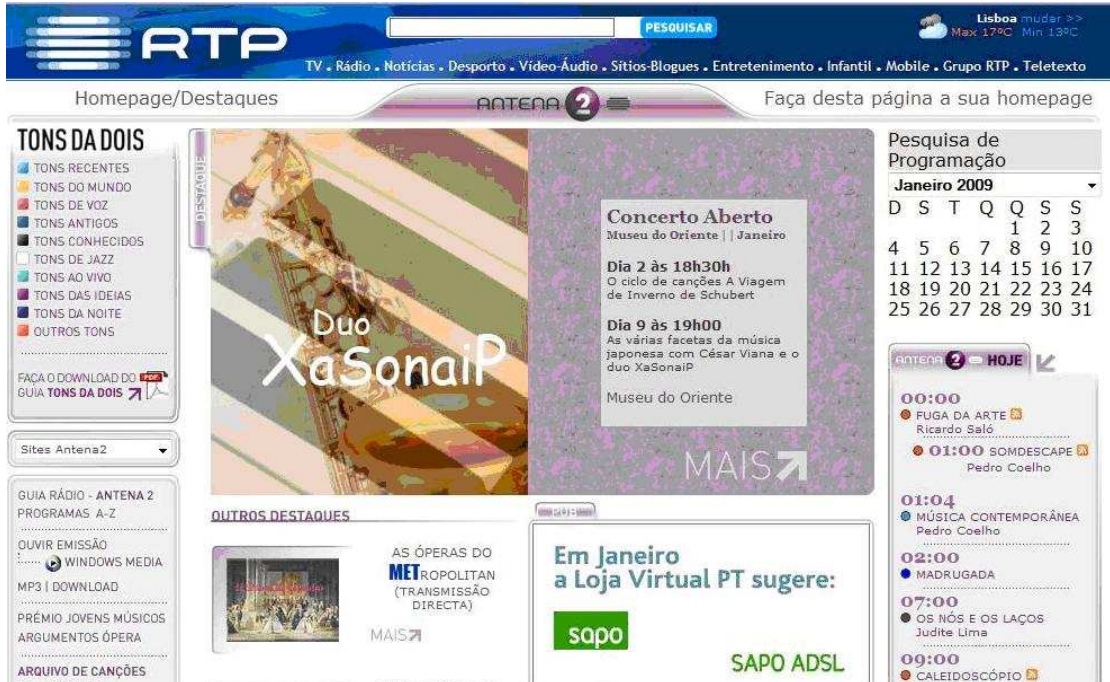 RTP
PESQUISAR
Lisboa mudar >>
Max 17ºC Min 13ºC
TV . Rádio . Notícias . Desporto . Vídeo-Áudio . Sítios-Blogues . Entretenimento . Infantil . Mobile . Grupo RTP . Teletexto
Homepage/Destaques
ANTENA 2
Faça desta página a sua homepage
TONS DA DOIS
TONS RECENTES
TONS DO MUNDO
TONS DE VOZ
TONS ANTIGOS
TONS CONHECIDOS
TONS DE JAZZ
TONS AO VIVO
TONS DAS IDEIAS
TONS DA NOITE
OUTROS TONS
FAÇA O DOWNLOAD DO PDF
GUIA TONS DA DOIS
Sites Antena2
GUIA RÁDIO - ANTENA 2
PROGRAMAS A-Z
OUVIR EMISSÃO
WINDOWS MEDIA
MP3 | DOWNLOAD
PRÉMIO JOVENS MÚSICOS
ARGUMENTOS ÓPERA
ARQUIVO DE CANÇÕES
DESTAQUE
Duo
XaSonaiP
Concerto Aberto
Museu do Oriente || Janeiro
Dia 2 às 18h30h
O ciclo de canções A Viagem
de Inverno de Schubert
Dia 9 às 19h00
As várias facetas da música
japonesa com César Viana e o
duo XaSonaiP
Museu do Oriente
MAIS
OUTROS DESTAQUES
AS ÓPERAS DO
METROPOLITAN
(TRANSMISSÃO
DIRECTA)
MAIS
PUB
Em Janeiro
a Loja Virtual PT sugere:
sapo
SAPO ADSL
Pesquisa de
Programação
Janeiro 2009
D S T Q Q S S
1 2 3
4 5 6 7 8 9 10
11 12 13 14 15 16 17
18 19 20 21 22 23 24
25 26 27 28 29 30 31
ANTENA 2 HOJE
00:00
FUGA DA ARTE
Ricardo Saló
01:00 SOMDESCAPE
Pedro Coelho
01:04
MÚSICA CONTEMPORÂNEA
Pedro Coelho
02:00
MADRUGADA
07:00
OS NÓS E OS LAÇOS
Judite Lima
09:00
CALEIDOSCÓPIO